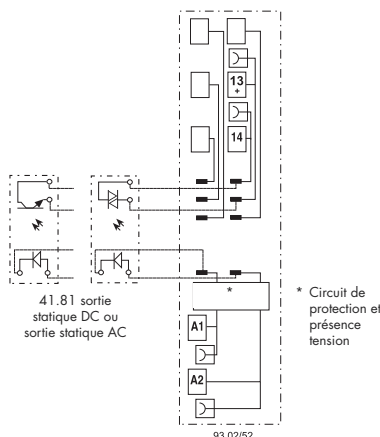 13
+
14
41.81 sortie
statique DC ou
sortie statique AC
*
* Circuit de
protection et
présence
tension
A1
A2
93.02/52